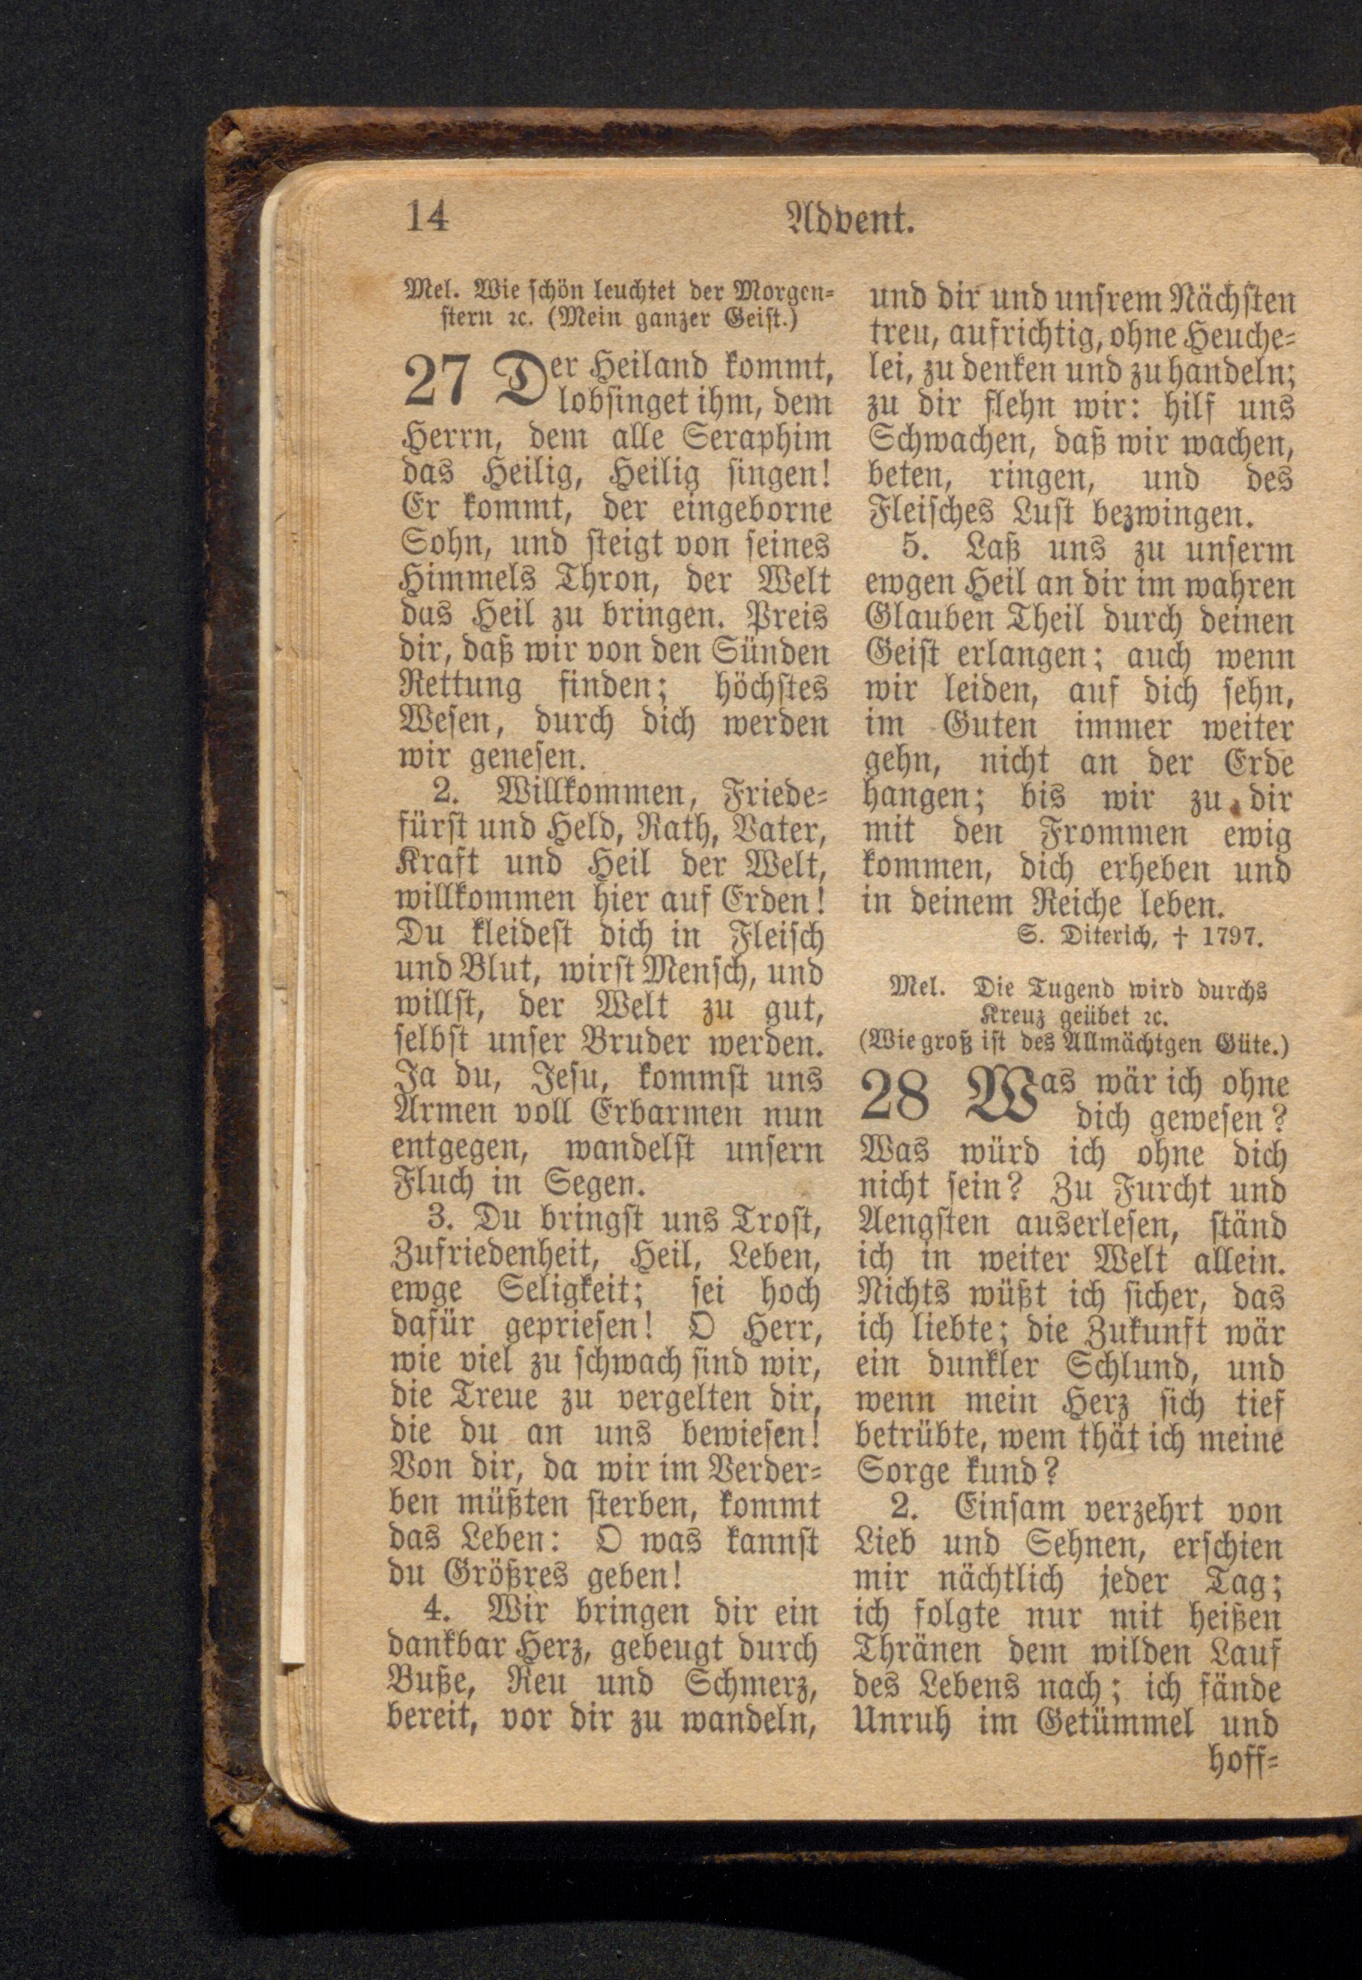 14
Advent.
Mel. Wie schön leuchtet der Morgen-
stern ꝛc. (Mein ganzer Geist.)
27 Der Heiland kommt,
lobsinget ihm, dem
Herrn, dem alle Seraphim
das Heilig, Heilig singen!
Er kommt, der eingeborne
Sohn, und steigt von seines
Himmels Thron, der Welt
das Heil zu bringen. Preis
dir, daß wir von den Sünden
Rettung finden; höchstes
Wesen, durch dich werden
wir genesen.
2. Willkommen, Friede-
fürst und Held, Rath, Vater,
Kraft und Heil der Welt,
willkommen hier auf Erden!
Du kleidest dich in Fleisch
und Blut, wirst Mensch, und
willst, der Welt zu gut,
selbst unser Bruder werden.
Ja du, Jesu, kommst uns
Armen voll Erbarmen nun
entgegen, wandelst unsern
Fluch in Segen.
3. Du bringst uns Trost,
Zufriedenheit, Heil, Leben,
ewge Seligkeit; sei hoch
dafür gepriesen! O Herr,
wie viel zu schwach sind wir,
die Treue zu vergelten dir,
die du an uns bewiesen!
Von dir, da wir im Verder-
ben müßten sterben, kommt
das Leben: O was kannst
du Größres geben!
4. Wir bringen dir ein
dankbar Herz, gebeugt durch
Buße, Reu und Schmerz,
bereit, vor dir zu wandeln,
und dir und unsrem Nächsten
treu, aufrichtig, ohne Heuche-
lei, zu denken und zu handeln;
zu dir flehn wir: hilf uns
Schwachen, daß wir wachen,
beten, ringen, und des
Fleisches Lust bezwingen.
5. Laß uns zu unserm
ewgen Heil an dir im wahren
Glauben Theil durch deinen
Geist erlangen; auch wenn
wir leiden, auf dich sehn,
im Guten immer weiter
gehn, nicht an der Erde
hangen; bis wir zu dir
mit den Frommen ewig
kommen, dich erheben und
in deinem Reiche leben.
S. Diterich, † 1797.
Mel. Die Tugend wird durchs
Kreuz geübet ꝛc.
(Wie groß ist des Allmächtgen Güte.)
28 Was wär ich ohne
dich gewesen?
Was würd ich ohne dich
nicht sein? Zu Furcht und
Aengsten auserlesen, ständ
ich in weiter Welt allein.
Nichts wüßt ich sicher, das
ich liebte; die Zukunft wär
ein dunkler Schlund, und
wenn mein Herz sich tief
betrübte, wem thät ich meine
Sorge kund?
2. Einsam verzehrt von
Lieb und Sehnen, erschien
mir nächtlich jeder Tag;
ich folgte nur mit heißen
Thränen dem wilden Lauf
des Lebens nach; ich fände
Unruh im Getümmel und
hoff-